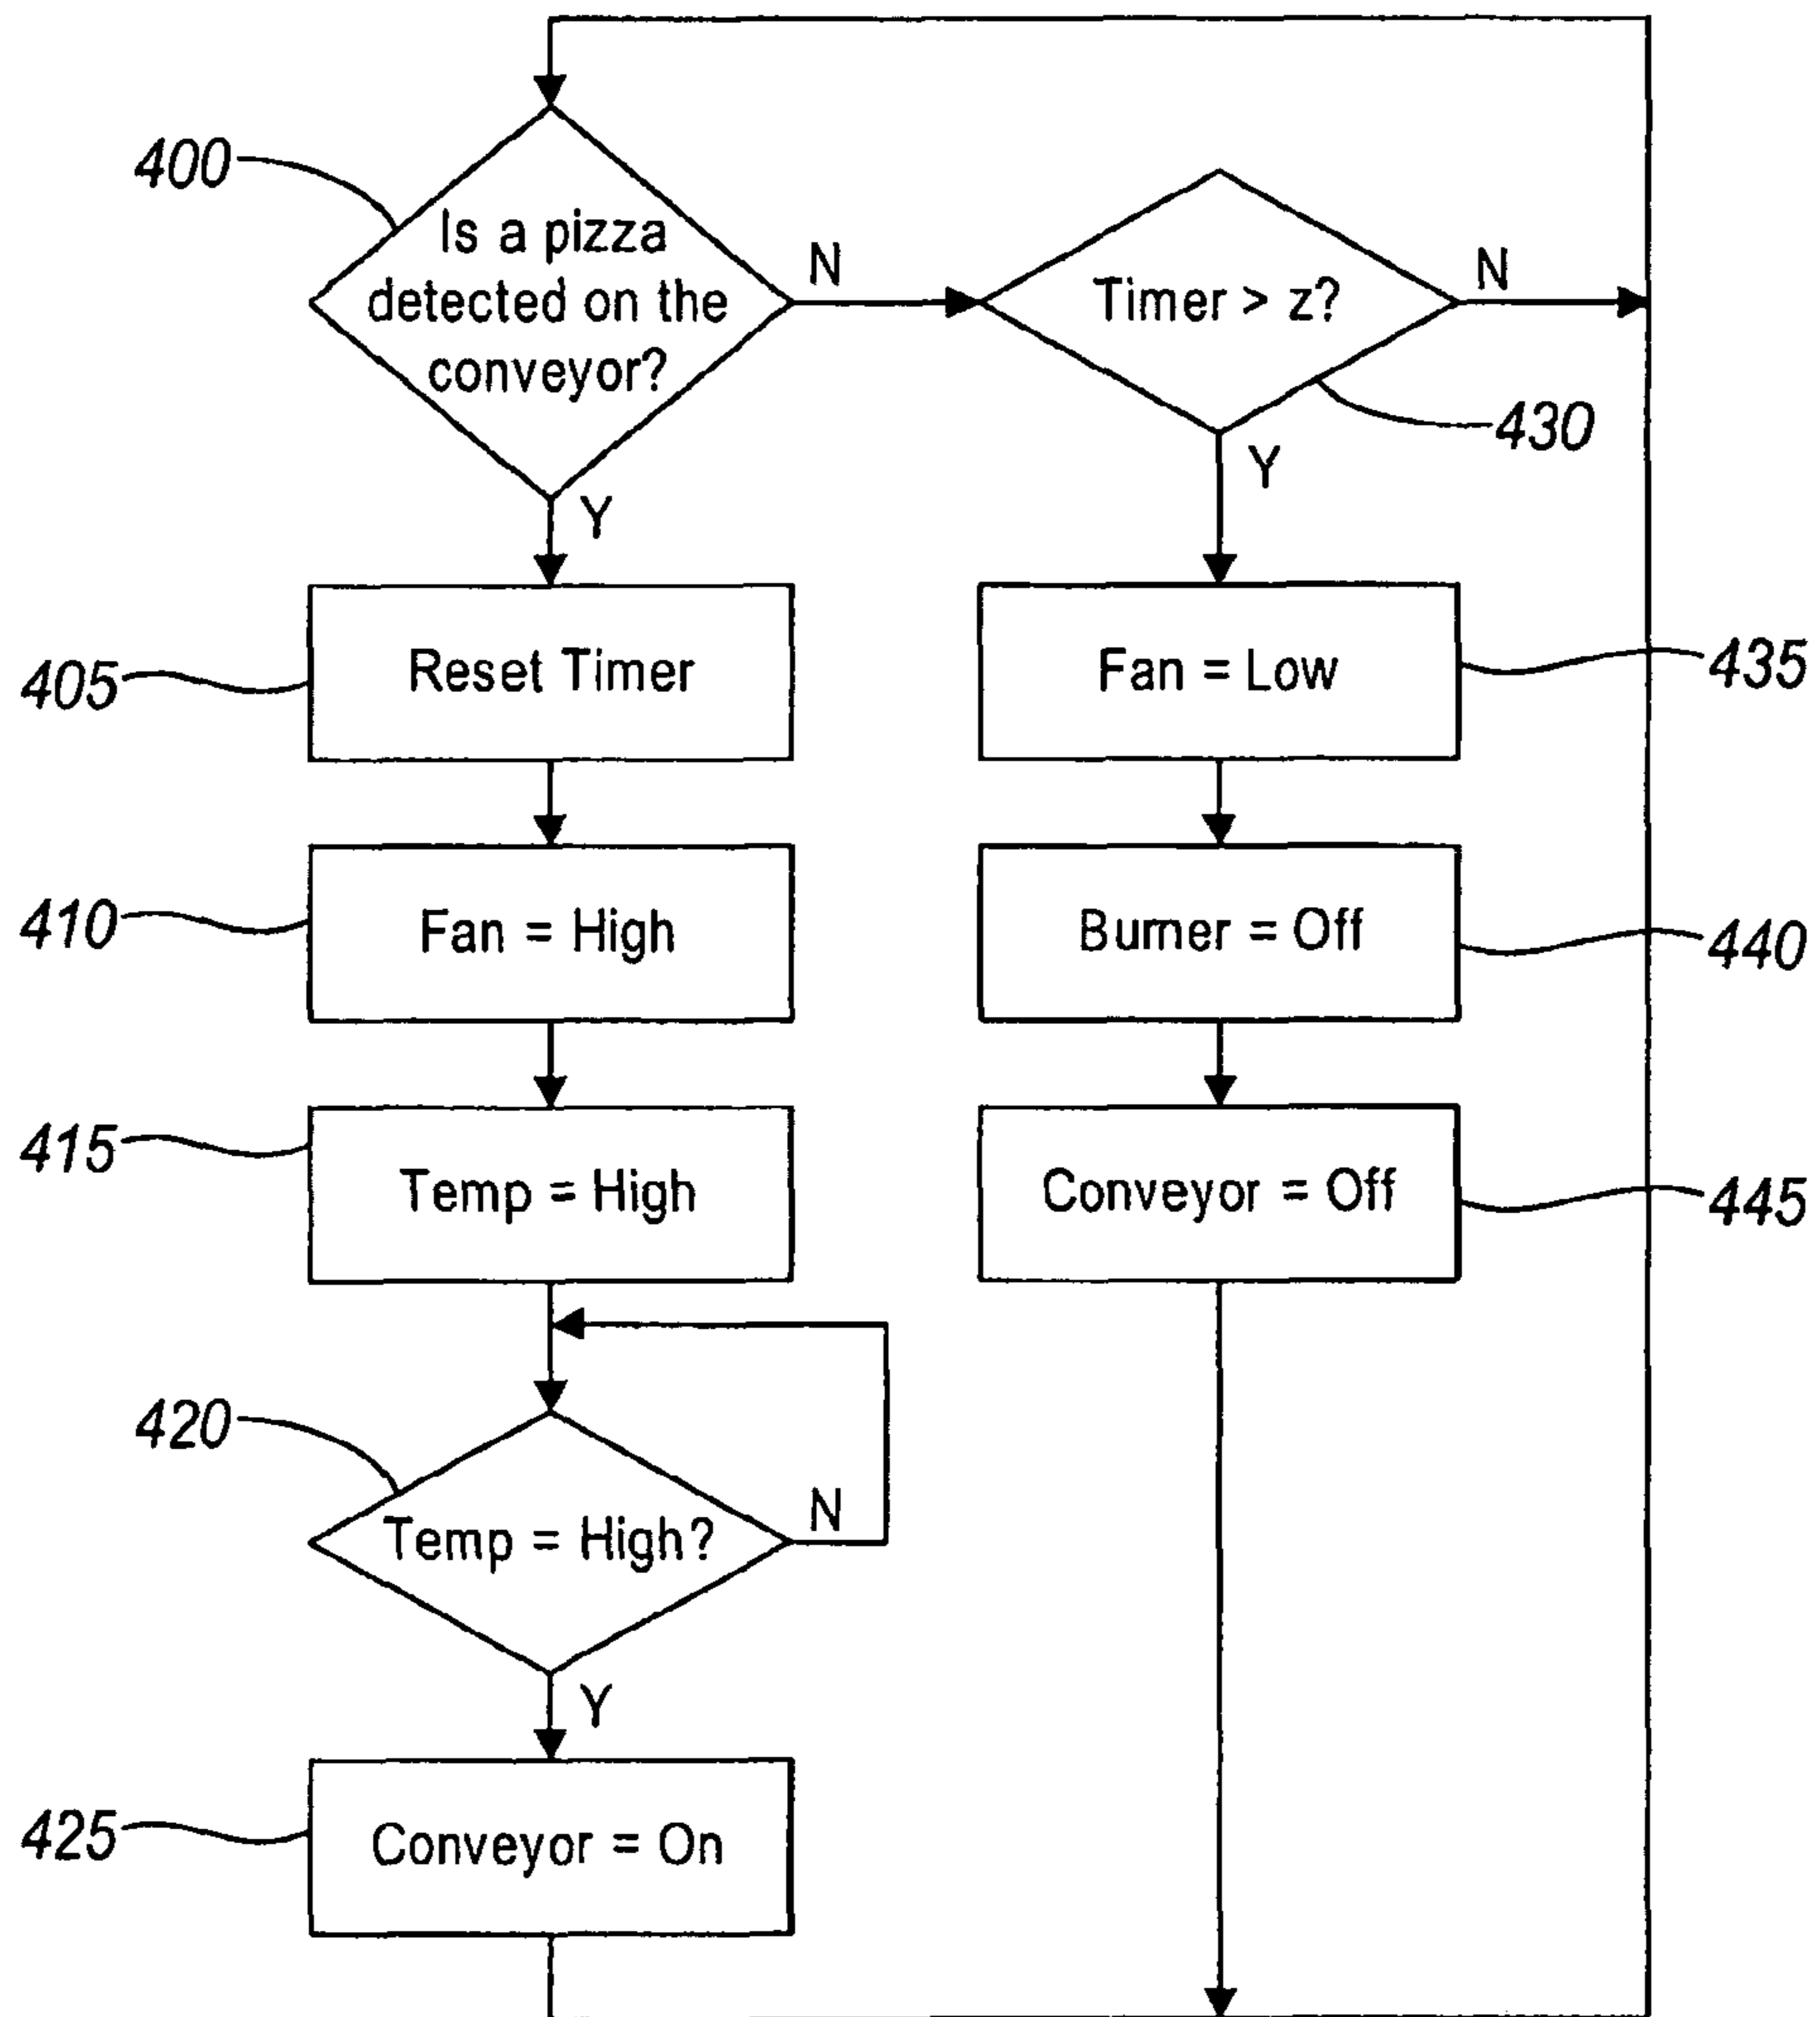 400
Is a pizza
detected on the
conveyor?
N
Y
Timer > z?
N
430
Y
405
Reset Timer
Fan = Low
435
410
Fan = High
Burner = Off
440
415
Temp = High
Conveyor = Off
445
420
Temp = High?
N
Y
425
Conveyor = On